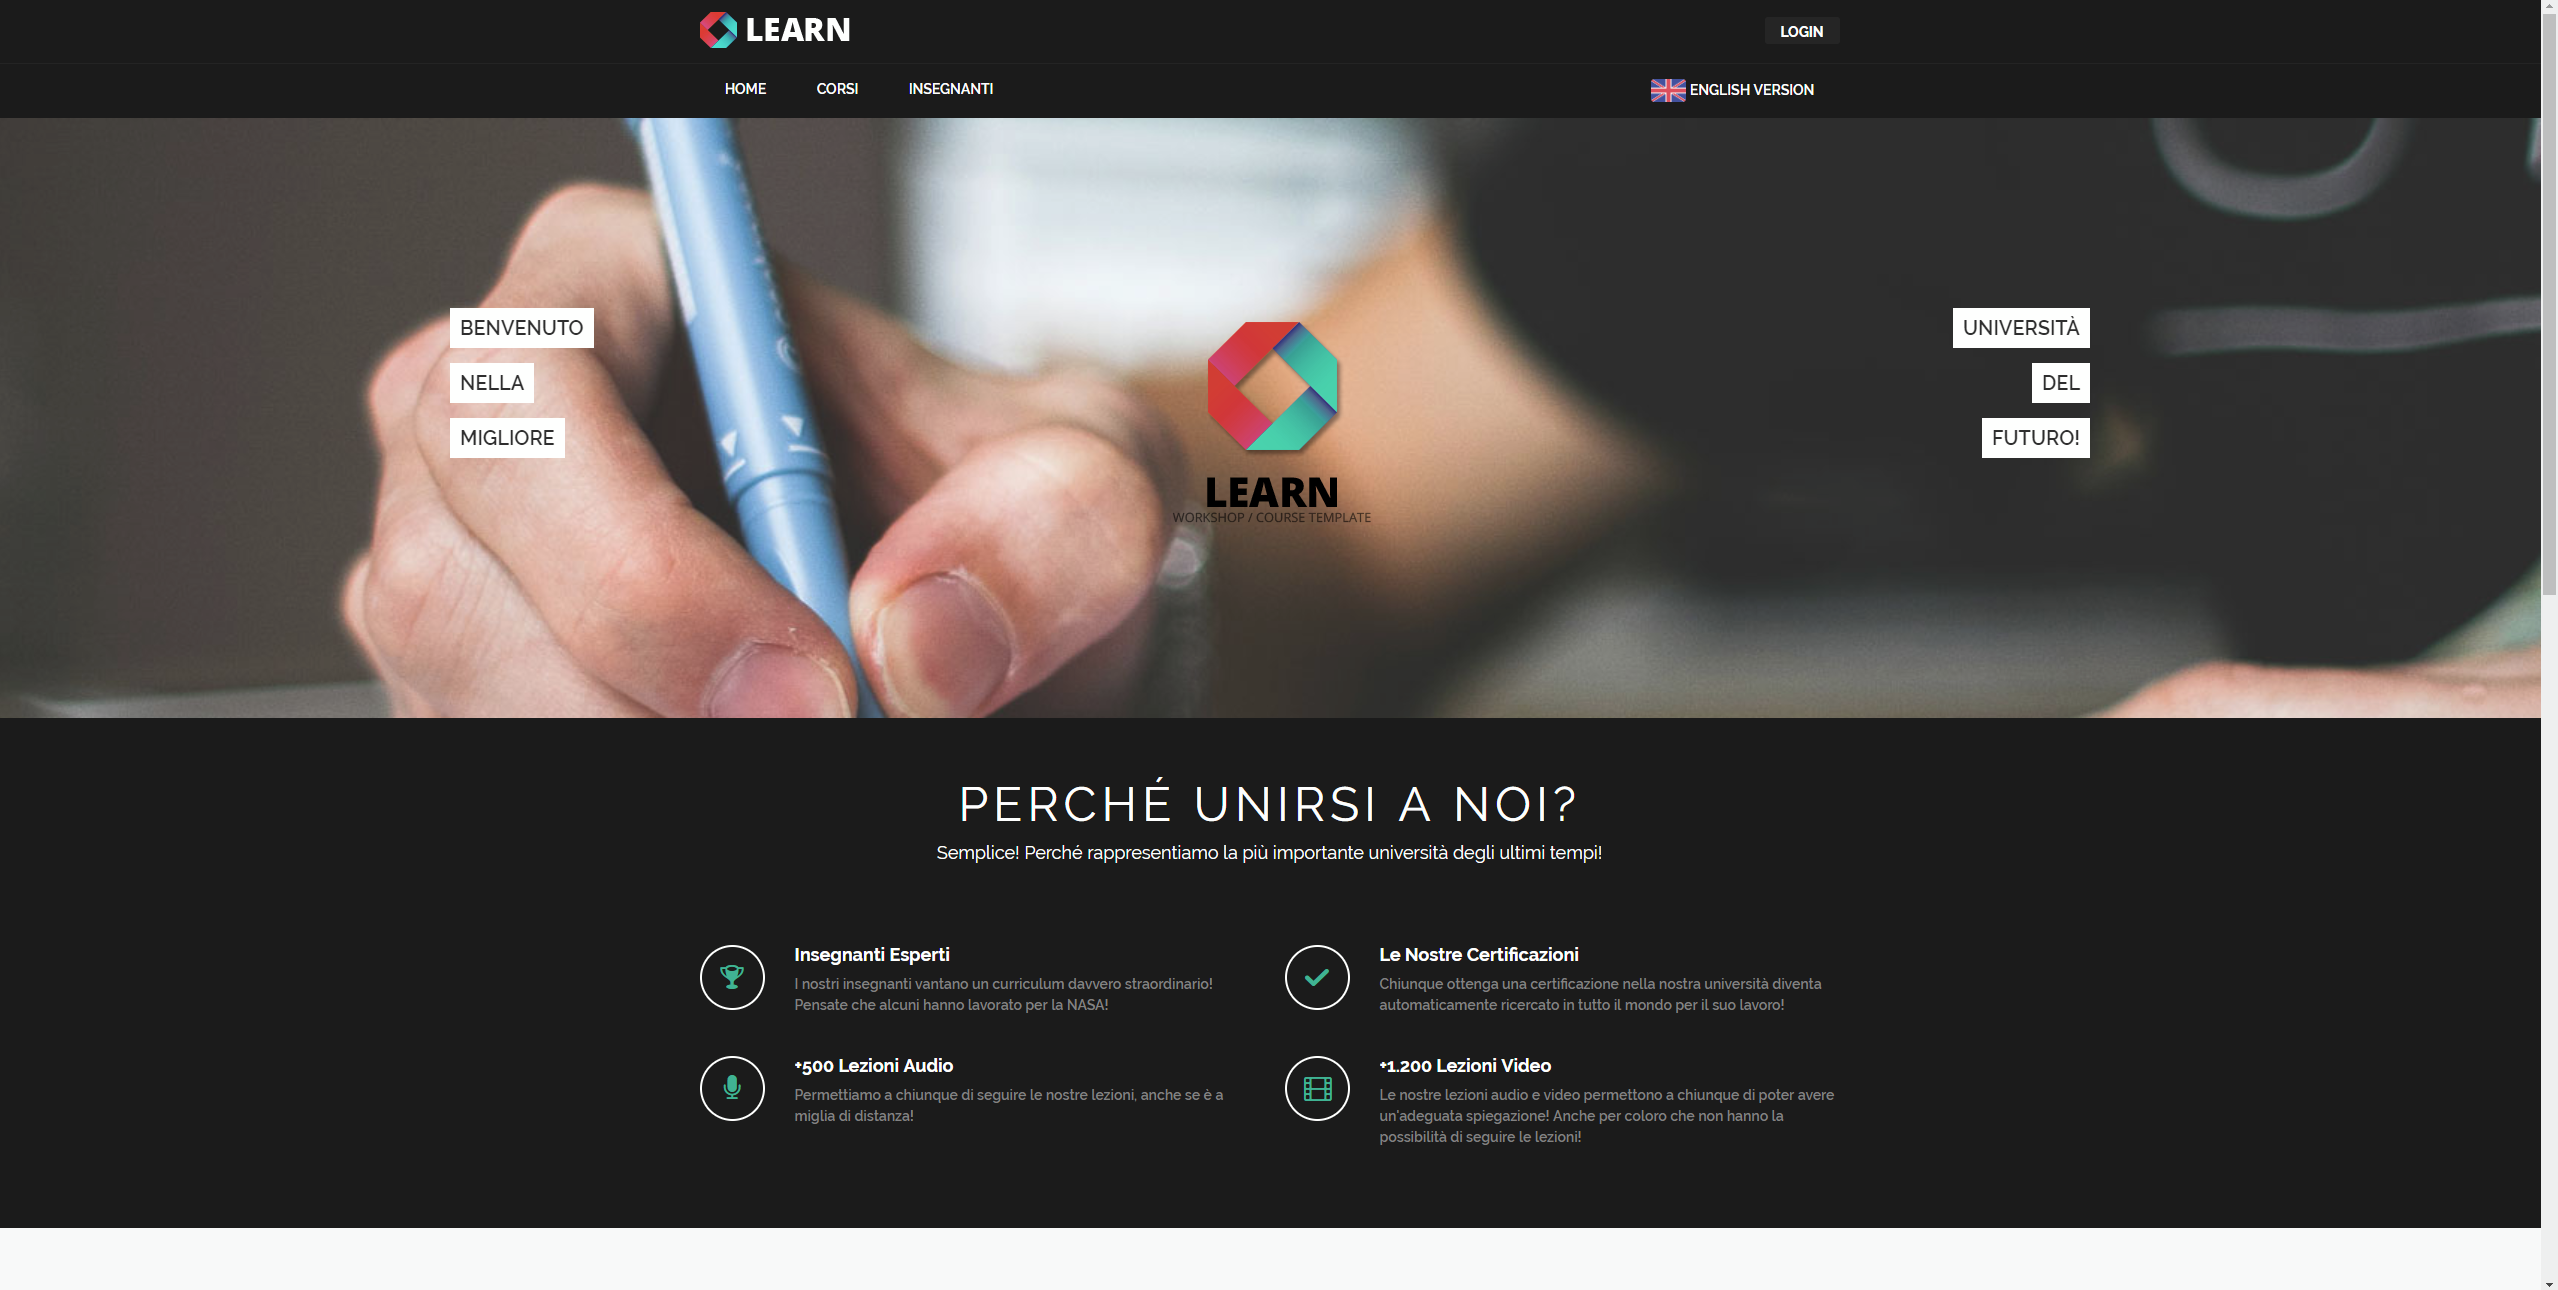 LEARN
LOGIN
HOME CORSI INSEGNANTI
ENGLISH VERSION
BENVENUTO
NELLA
MIGLIORE
UNIVERSITÀ
DEL
FUTURO!
LEARN
WORKSHOP / COURSE TEMPLATE
PERCHÉ UNIRSI A NOI?
Semplice! Perché rappresentiamo la più importante università degli ultimi tempi!
Insegnanti Esperti
I nostri insegnanti vantano un curriculum davvero straordinario!
Pensate che alcuni hanno lavorato per la NASA!
Le Nostre Certificazioni
Chiunque ottenga una certificazione nella nostra università diventa
automaticamente ricercato in tutto il mondo per il suo lavoro!
+500 Lezioni Audio
Permettiamo a chiunque di seguire le nostre lezioni, anche se è a
miglia di distanza!
+1.200 Lezioni Video
Le nostre lezioni audio e video permettono a chiunque di poter avere
un'adeguata spiegazione! Anche per coloro che non hanno la
possibilità di seguire le lezioni!